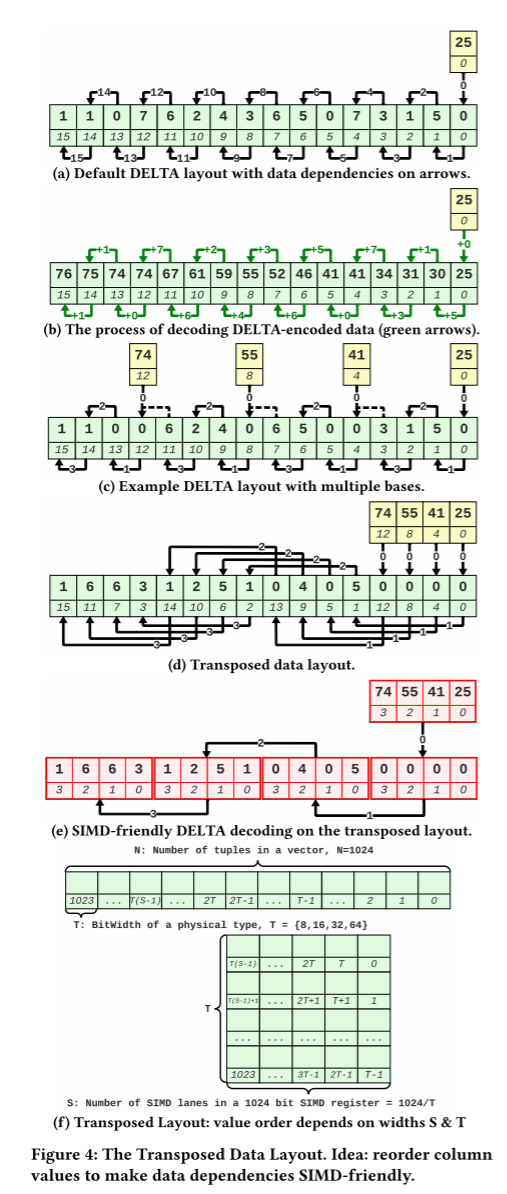 25
0
14 12 10 8 6 4 2 0
1 1 0 7 6 2 4 3 6 5 0 7 3 1 5 0
15 14 13 12 11 10 9 8 7 6 5 4 3 2 1 0
15 13 11 9 7 5 3 1
(a) Default DELTA layout with data dependencies on arrows.
25
0
+1 +7 +2 +3 +5 +7 +1 +0
76 75 74 74 67 61 59 55 52 46 41 41 34 31 30 25
15 14 13 12 11 10 9 8 7 6 5 4 3 2 1 0
+1 +0 +6 +4 +6 +0 +3 +5
(b) The process of decoding DELTA-encoded data (green arrows).
74 55 41 25
12 8 4 0
0 0 0 0
2 2 2 2
1 1 0 0 6 2 4 0 6 5 0 0 3 1 5 0
15 14 13 12 11 10 9 8 7 6 5 4 3 2 1 0
3 1 3 1 3 1 3 1
(c) Example DELTA layout with multiple bases.
74 55 41 25
12 8 4 0
0 0 0 0
2 2 2 2
1 6 6 3 1 2 5 1 0 4 0 5 0 0 0 0
15 11 7 3 14 10 6 2 13 9 5 1 12 8 4 0
3 3 3 3 1 1 1 1
(d) Transposed data layout.
74 55 41 25
3 2 1 0
2 0
1 6 6 3 1 2 5 1 0 4 0 5 0 0 0 0
3 2 1 0 3 2 1 0 3 2 1 0 3 2 1 0
3 1
(e) SIMD-friendly DELTA decoding on the transposed layout.
N: Number of tuples in a vector, N=1024
1023 ... T(S-1) ... 2T 2T-1 ... T-1 ... 2 1 0
T: BitWidth of a physical type, T = {8,16,32,64}
T(S-1) ... 2T T 0
T(S-1)+1 ... 2T+1 T+1 1
T
... ... ... ... ...
1023 ... 3T-1 2T-1 T-1
S: Number of SIMD lanes in a 1024 bit SIMD register = 1024/T
(f) Transposed Layout: value order depends on widths S & T
Figure 4: The Transposed Data Layout. Idea: reorder column
values to make data dependencies SIMD-friendly.